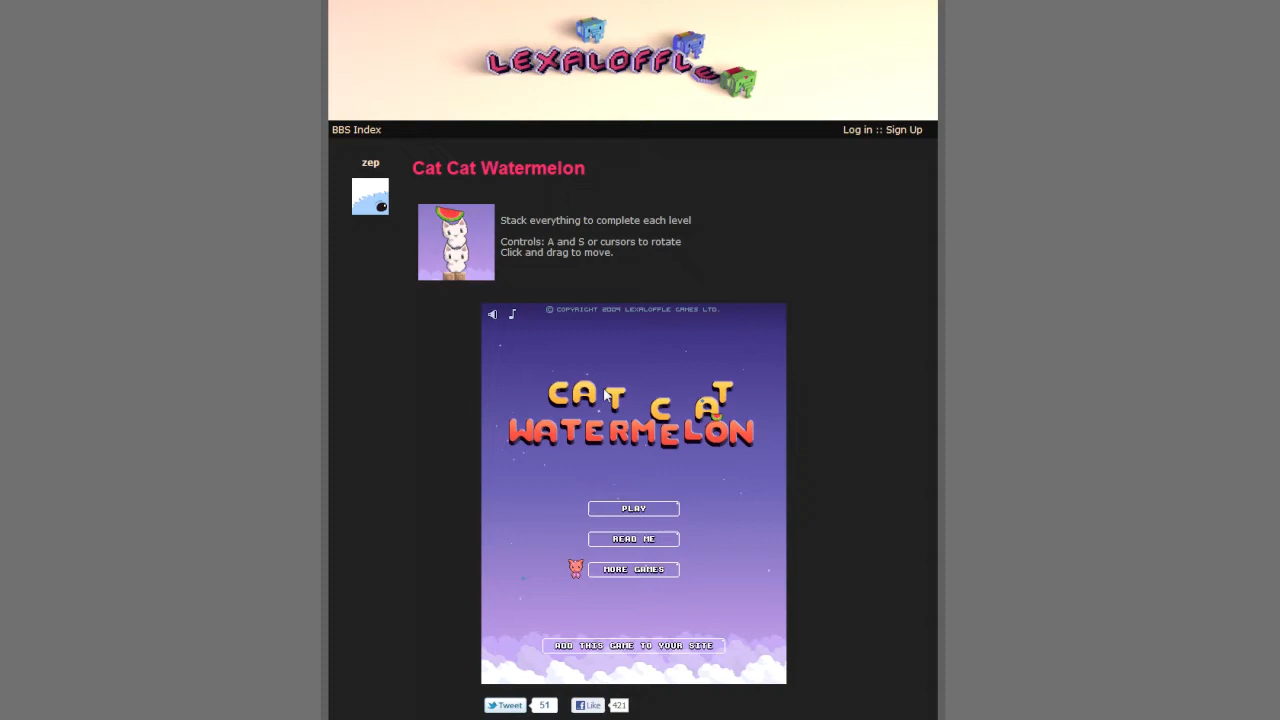 LEXALOFFLE
BBS Index
Log in :: Sign Up
zep
Cat Cat Watermelon
Stack everything to complete each level
Controls: A and S or cursors to rotate
Click and drag to move.
© COPYRIGHT 2009 LEXALOFFLE GAMES LTD.
CAT CAT
WATERMELON
PLAY
READ ME
MORE GAMES
ADD THIS GAME TO YOUR SITE
Tweet 51 Like 421